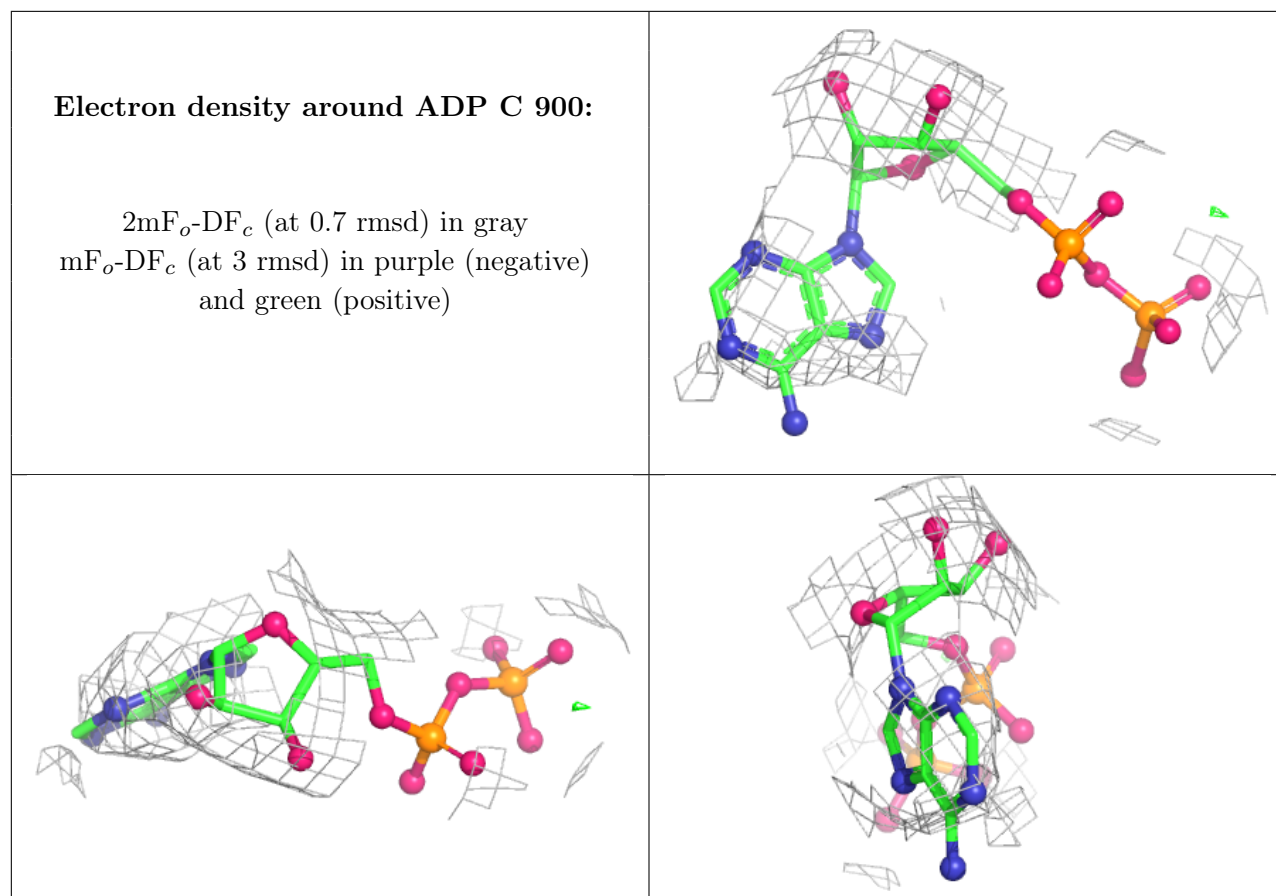 Electron density around ADP C 900:
2mFₒ-DF𝒸 (at 0.7 rmsd) in gray
mFₒ-DF𝒸 (at 3 rmsd) in purple (negative)
and green (positive)